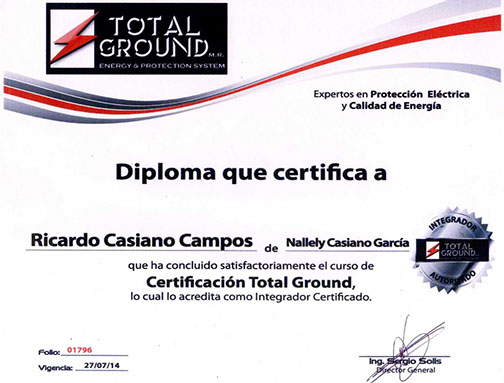 TOTAL
GROUND M.R.
ENERGY & PROTECTION SYSTEM
Expertos en Protección Eléctrica
y Calidad de Energía
Diploma que certifica a
Ricardo Casiano Campos de Nallely Casiano García
que ha concluido satisfactoriamente el curso de
Certificación Total Ground,
lo cual lo acredita como Integrador Certificado.
INTEGRADOR
TOTAL
GROUND
AUTORIZADO
Folio: 01796
Vigencia: 27/07/14
Ing. Sergio Solis
Director General